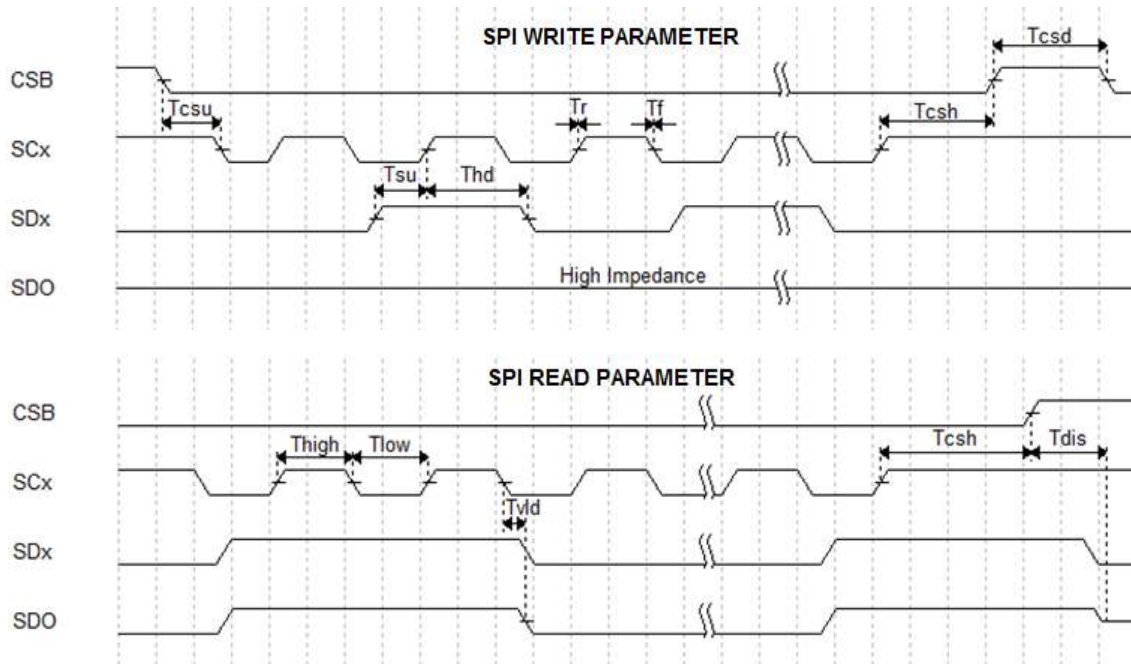 SPI WRITE PARAMETER
Tcsd
CSB
Tcsu Tr Tf Tcsh
SCx
Tsu Thd
SDx
High Impedance
SDO
SPI READ PARAMETER
CSB
Thigh Tlow Tcsh Tdis
SCx
Tvld
SDx
SDO